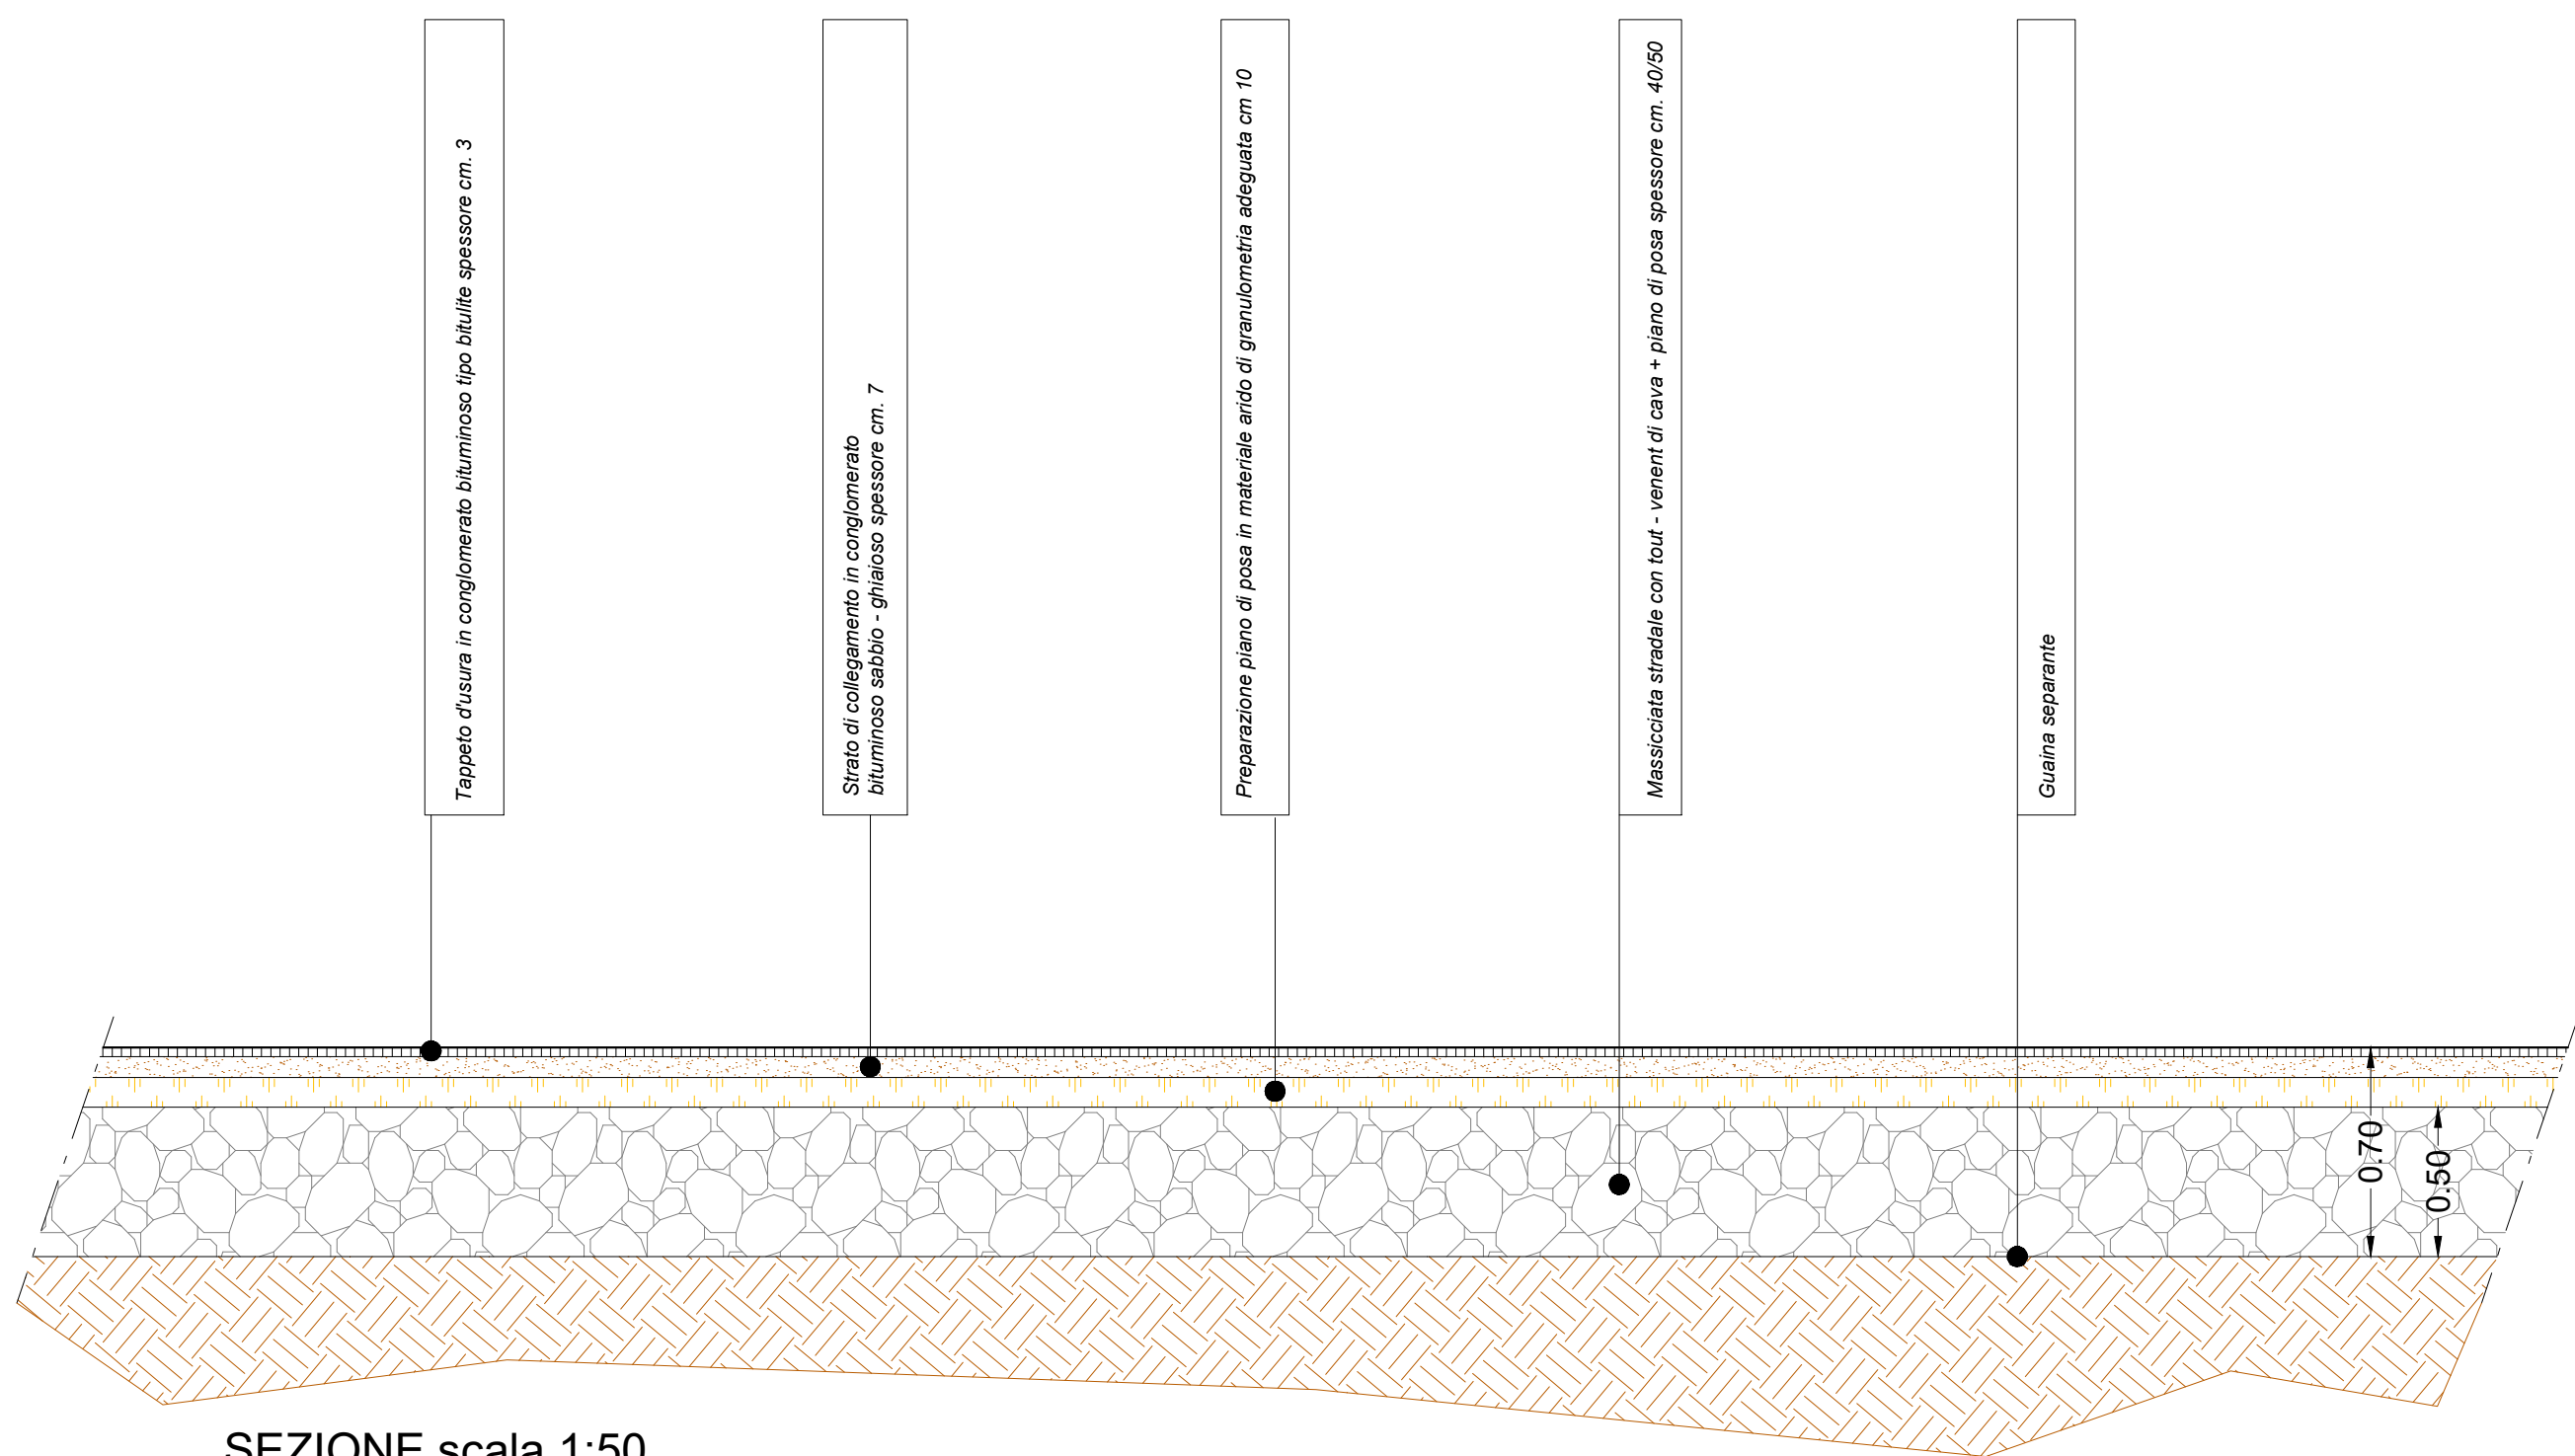 Tappeto d'usura in conglomerato bituminoso tipo bitulite spessore cm. 3
Strato di collegamento in conglomerato
bituminoso sabbio - ghiaioso spessore cm. 7
Preparazione piano di posa in materiale arido di granulometria adeguata cm 10
Massicciata stradale con tout - venent di cava + piano di posa spessore cm. 40/50
Guaina separante
0.70
0.50
SEZIONE scala 1:50